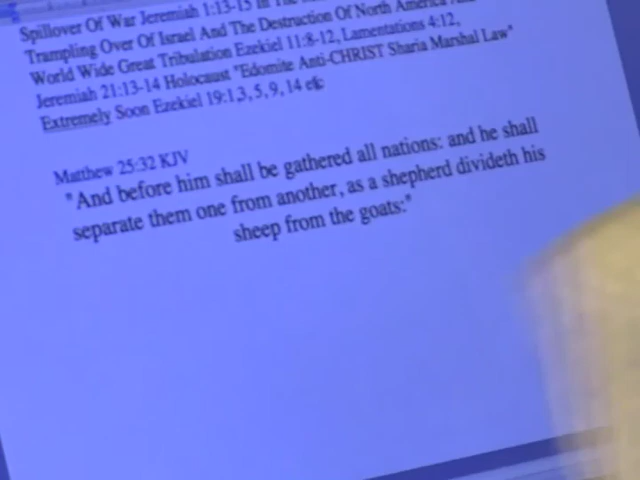 Spillover Of War Jeremiah 1:13-15 In The
Trampling Over Of Israel And The Destruction Of North America
World Wide Great Tribulation Ezekiel 11:8-12, Lamentations 4:12,
Jeremiah 21:13-14 Holocaust "Edomite Anti-CHRIST Sharia Marshal Law"
Extremely Soon Ezekiel 19:1,3, 5, 9, 14 etc
Matthew 25:32 KJV
"And before him shall be gathered all nations: and he shall
separate them one from another, as a shepherd divideth his
sheep from the goats:"